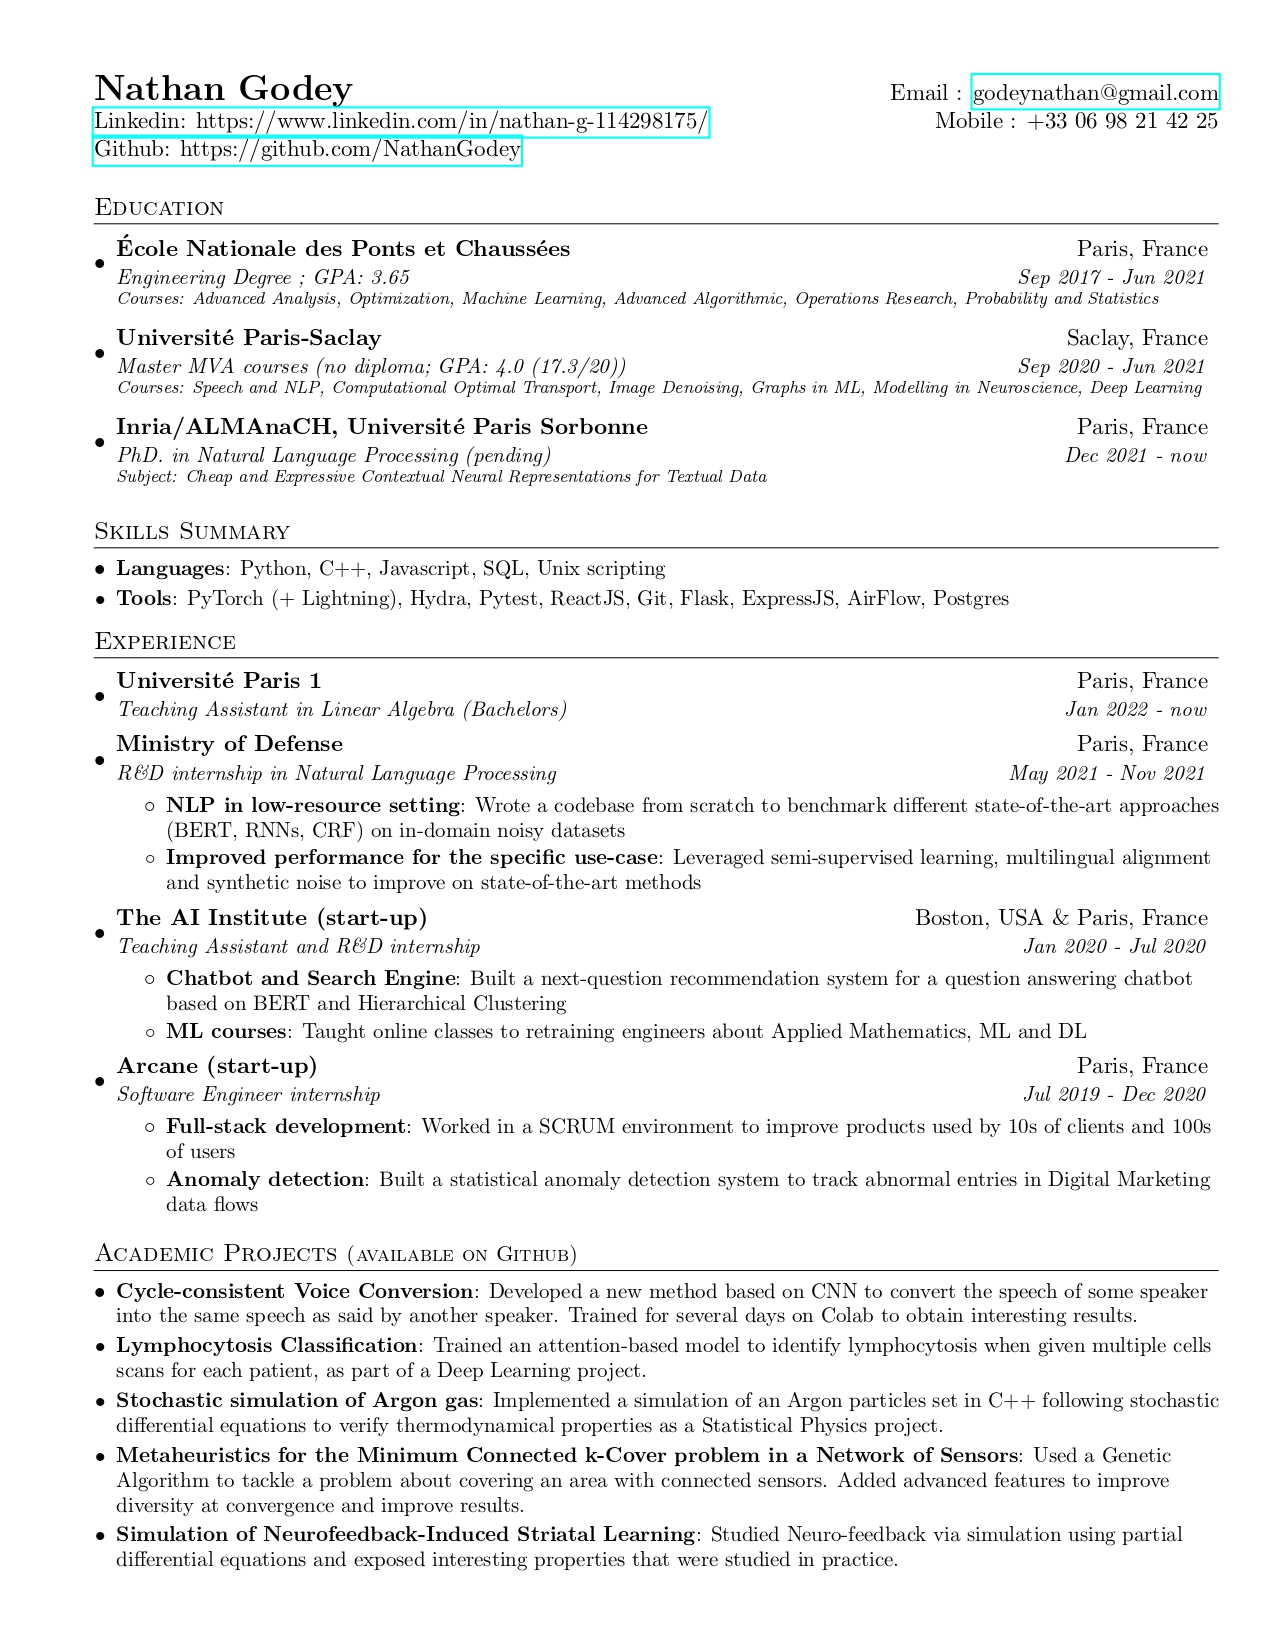 Nathan Godey
Email : godeynathan@gmail.com
Linkedin: https://www.linkedin.com/in/nathan-g-114298175/
Mobile : +33 06 98 21 42 25
Github: https://github.com/NathanGodey
Education
• École Nationale des Ponts et Chaussées Paris, France
Engineering Degree ; GPA: 3.65 Sep 2017 - Jun 2021
Courses: Advanced Analysis, Optimization, Machine Learning, Advanced Algorithmic, Operations Research, Probability and Statistics
• Université Paris-Saclay Saclay, France
Master MVA courses (no diploma; GPA: 4.0 (17.3/20)) Sep 2020 - Jun 2021
Courses: Speech and NLP, Computational Optimal Transport, Image Denoising, Graphs in ML, Modelling in Neuroscience, Deep Learning
• Inria/ALMAnaCH, Université Paris Sorbonne Paris, France
PhD. in Natural Language Processing (pending) Dec 2021 - now
Subject: Cheap and Expressive Contextual Neural Representations for Textual Data
Skills Summary
• Languages: Python, C++, Javascript, SQL, Unix scripting
• Tools: PyTorch (+ Lightning), Hydra, Pytest, ReactJS, Git, Flask, ExpressJS, AirFlow, Postgres
Experience
• Université Paris 1 Paris, France
Teaching Assistant in Linear Algebra (Bachelors) Jan 2022 - now
• Ministry of Defense Paris, France
R&D internship in Natural Language Processing May 2021 - Nov 2021
◦ NLP in low-resource setting: Wrote a codebase from scratch to benchmark different state-of-the-art approaches
(BERT, RNNs, CRF) on in-domain noisy datasets
◦ Improved performance for the specific use-case: Leveraged semi-supervised learning, multilingual alignment
and synthetic noise to improve on state-of-the-art methods
• The AI Institute (start-up) Boston, USA & Paris, France
Teaching Assistant and R&D internship Jan 2020 - Jul 2020
◦ Chatbot and Search Engine: Built a next-question recommendation system for a question answering chatbot
based on BERT and Hierarchical Clustering
◦ ML courses: Taught online classes to retraining engineers about Applied Mathematics, ML and DL
• Arcane (start-up) Paris, France
Software Engineer internship Jul 2019 - Dec 2020
◦ Full-stack development: Worked in a SCRUM environment to improve products used by 10s of clients and 100s
of users
◦ Anomaly detection: Built a statistical anomaly detection system to track abnormal entries in Digital Marketing
data flows
Academic Projects (available on Github)
• Cycle-consistent Voice Conversion: Developed a new method based on CNN to convert the speech of some speaker
into the same speech as said by another speaker. Trained for several days on Colab to obtain interesting results.
• Lymphocytosis Classification: Trained an attention-based model to identify lymphocytosis when given multiple cells
scans for each patient, as part of a Deep Learning project.
• Stochastic simulation of Argon gas: Implemented a simulation of an Argon particles set in C++ following stochastic
differential equations to verify thermodynamical properties as a Statistical Physics project.
• Metaheuristics for the Minimum Connected k-Cover problem in a Network of Sensors: Used a Genetic
Algorithm to tackle a problem about covering an area with connected sensors. Added advanced features to improve
diversity at convergence and improve results.
• Simulation of Neurofeedback-Induced Striatal Learning: Studied Neuro-feedback via simulation using partial
differential equations and exposed interesting properties that were studied in practice.